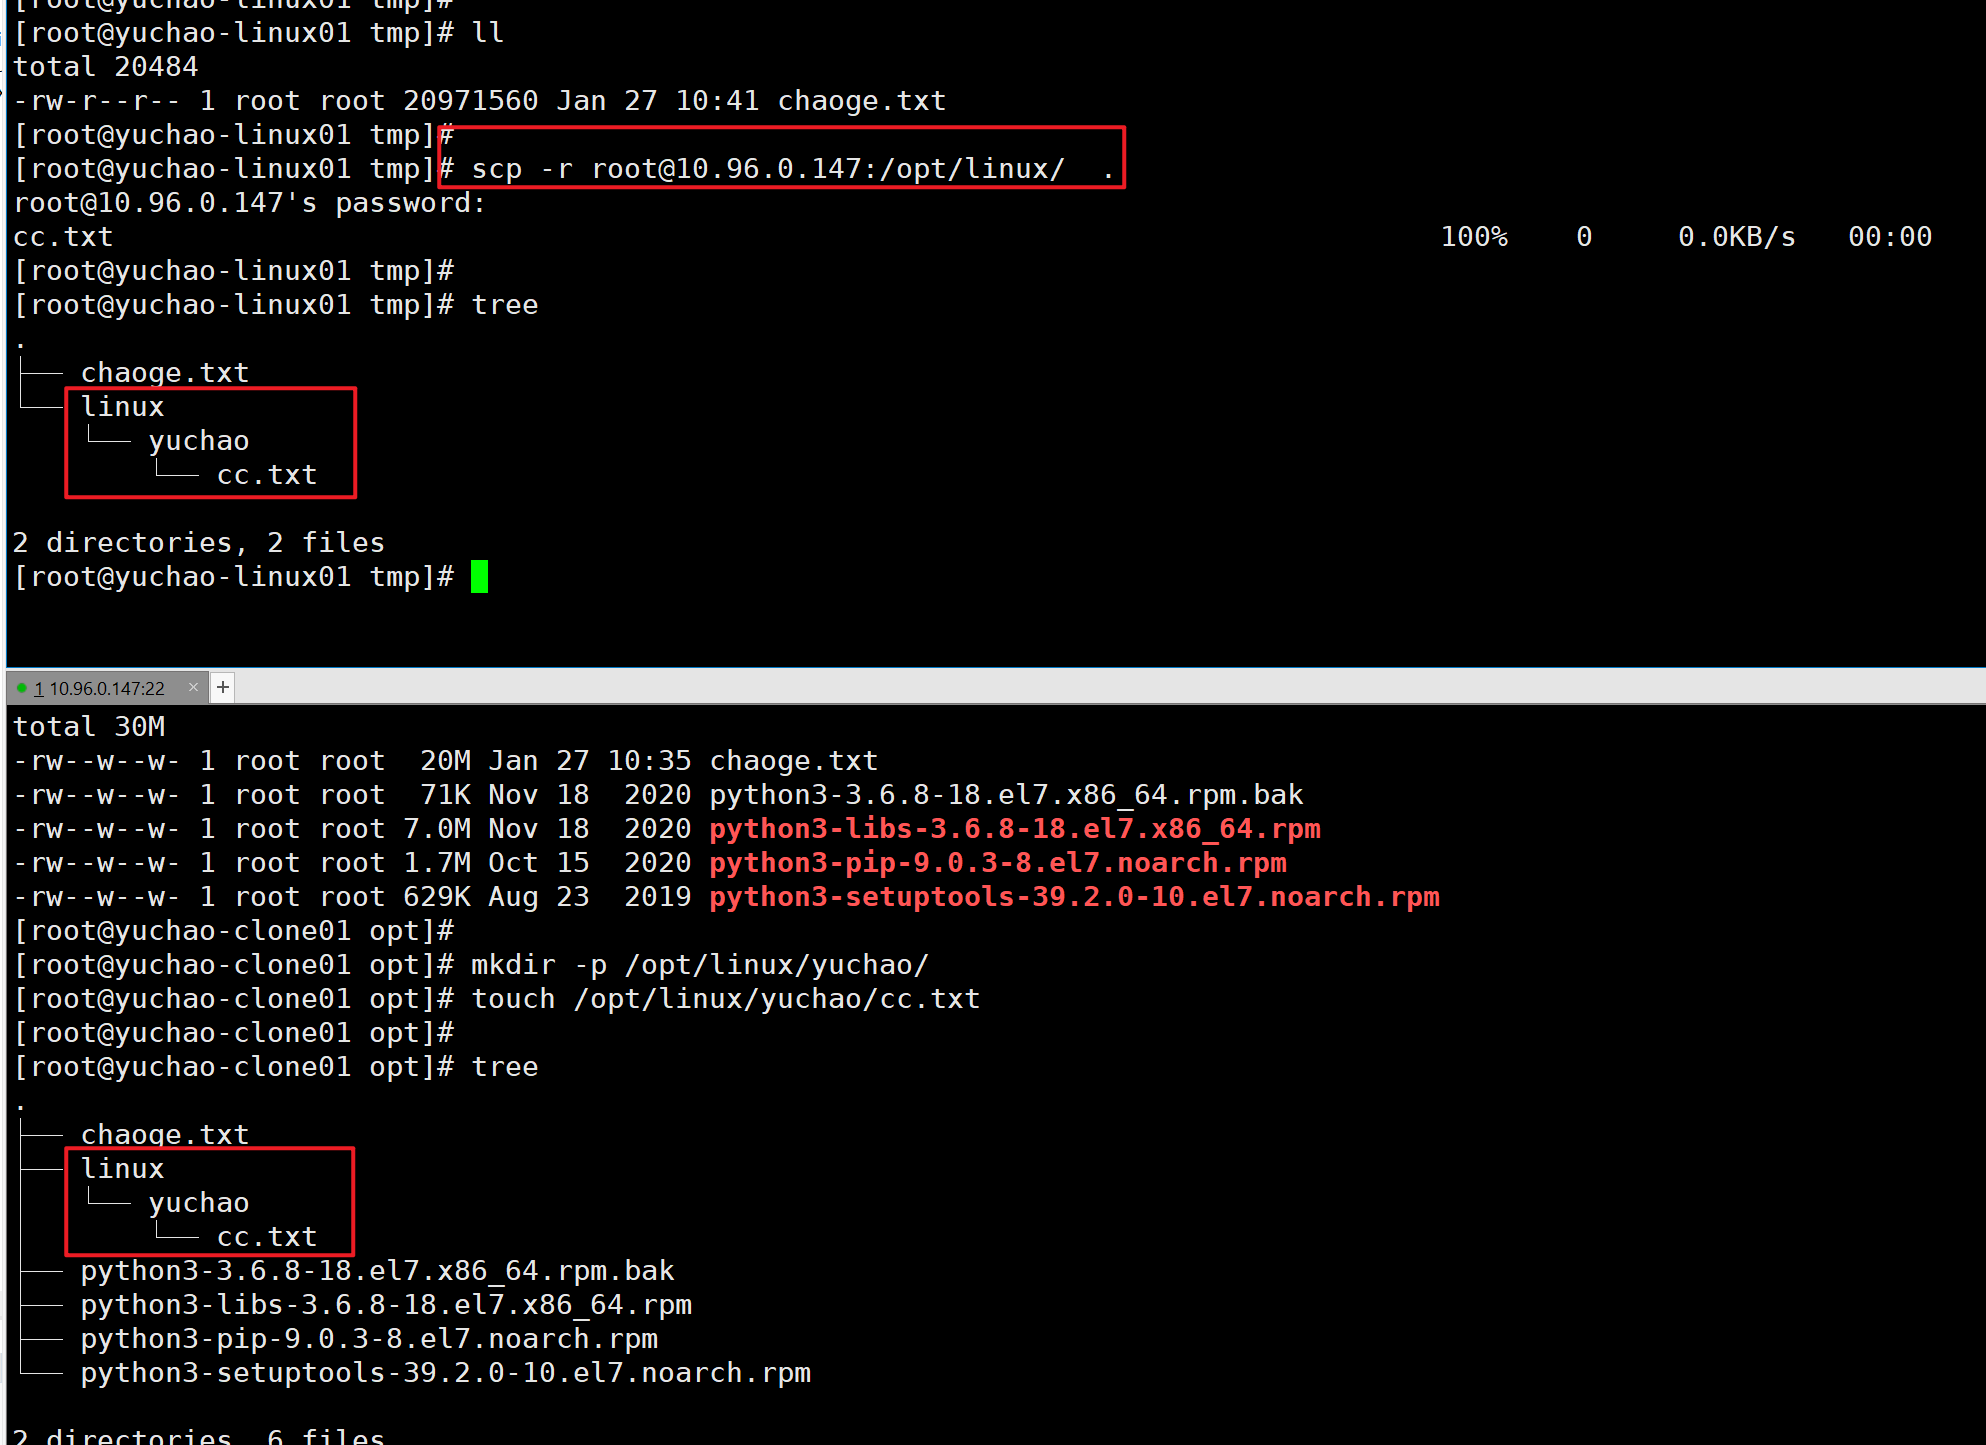 [root@yuchao-linux01 tmp]#
[root@yuchao-linux01 tmp]# ll
total 20484
-rw-r--r-- 1 root root 20971560 Jan 27 10:41 chaoge.txt
[root@yuchao-linux01 tmp]#
[root@yuchao-linux01 tmp]# scp -r root@10.96.0.147:/opt/linux/  .
root@10.96.0.147's password:
cc.txt 100% 0 0.0KB/s 00:00
[root@yuchao-linux01 tmp]#
[root@yuchao-linux01 tmp]# tree
.
├── chaoge.txt
└── linux
    └── yuchao
        └── cc.txt
2 directories, 2 files
[root@yuchao-linux01 tmp]#
1 10.96.0.147:22 × +
total 30M
-rw--w--w- 1 root root  20M Jan 27 10:35 chaoge.txt
-rw--w--w- 1 root root  71K Nov 18  2020 python3-3.6.8-18.el7.x86_64.rpm.bak
-rw--w--w- 1 root root 7.0M Nov 18  2020 python3-libs-3.6.8-18.el7.x86_64.rpm
-rw--w--w- 1 root root 1.7M Oct 15  2020 python3-pip-9.0.3-8.el7.noarch.rpm
-rw--w--w- 1 root root 629K Aug 23  2019 python3-setuptools-39.2.0-10.el7.noarch.rpm
[root@yuchao-clone01 opt]#
[root@yuchao-clone01 opt]# mkdir -p /opt/linux/yuchao/
[root@yuchao-clone01 opt]# touch /opt/linux/yuchao/cc.txt
[root@yuchao-clone01 opt]#
[root@yuchao-clone01 opt]# tree
.
├── chaoge.txt
├── linux
│   └── yuchao
│       └── cc.txt
├── python3-3.6.8-18.el7.x86_64.rpm.bak
├── python3-libs-3.6.8-18.el7.x86_64.rpm
├── python3-pip-9.0.3-8.el7.noarch.rpm
└── python3-setuptools-39.2.0-10.el7.noarch.rpm
2 directories, 6 files